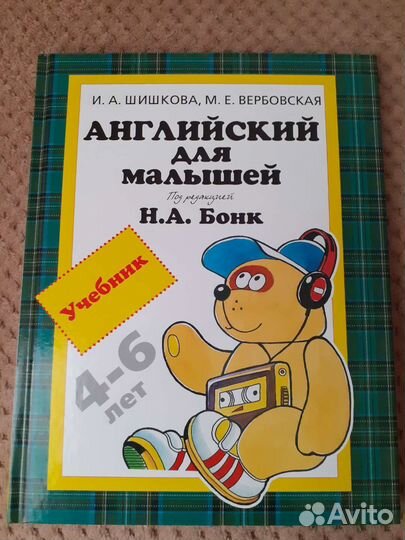 И. А. ШИШКОВА, М. Е. ВЕРБОВСКАЯ
АНГЛИЙСКИЙ
ДЛЯ
МАЛЫШЕЙ
Под редакцией
Н.А. Бонк
Учебник
4-6
лет
Avito